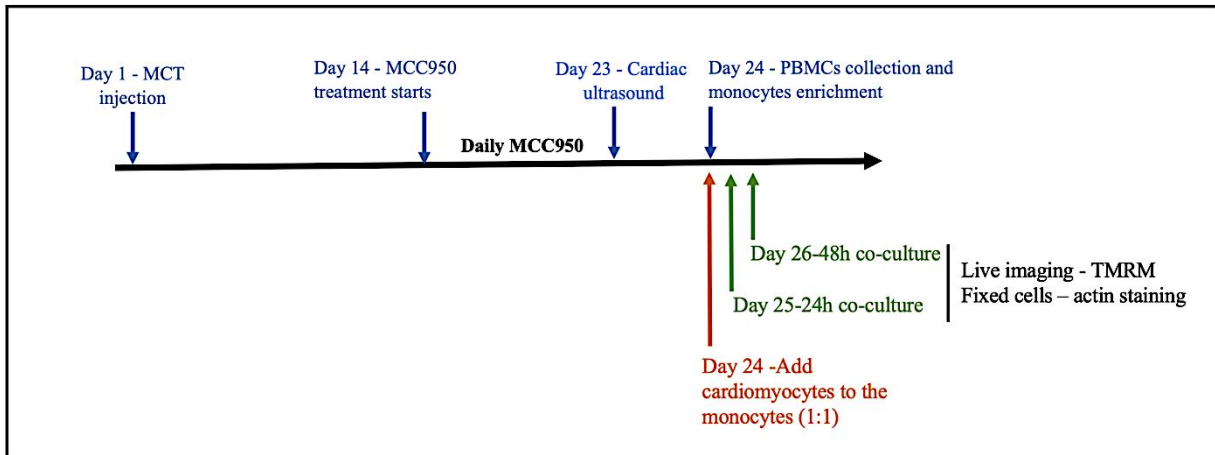 Day 1 - MCT
injection
Day 14 - MCC950
treatment starts
Day 23 - Cardiac
ultrasound
Day 24 - PBMCs collection and
monocytes enrichment
Daily MCC950
Day 26-48h co-culture
Day 25-24h co-culture
Live imaging - TMRM
Fixed cells – actin staining
Day 24 -Add
cardiomyocytes to the
monocytes (1:1)